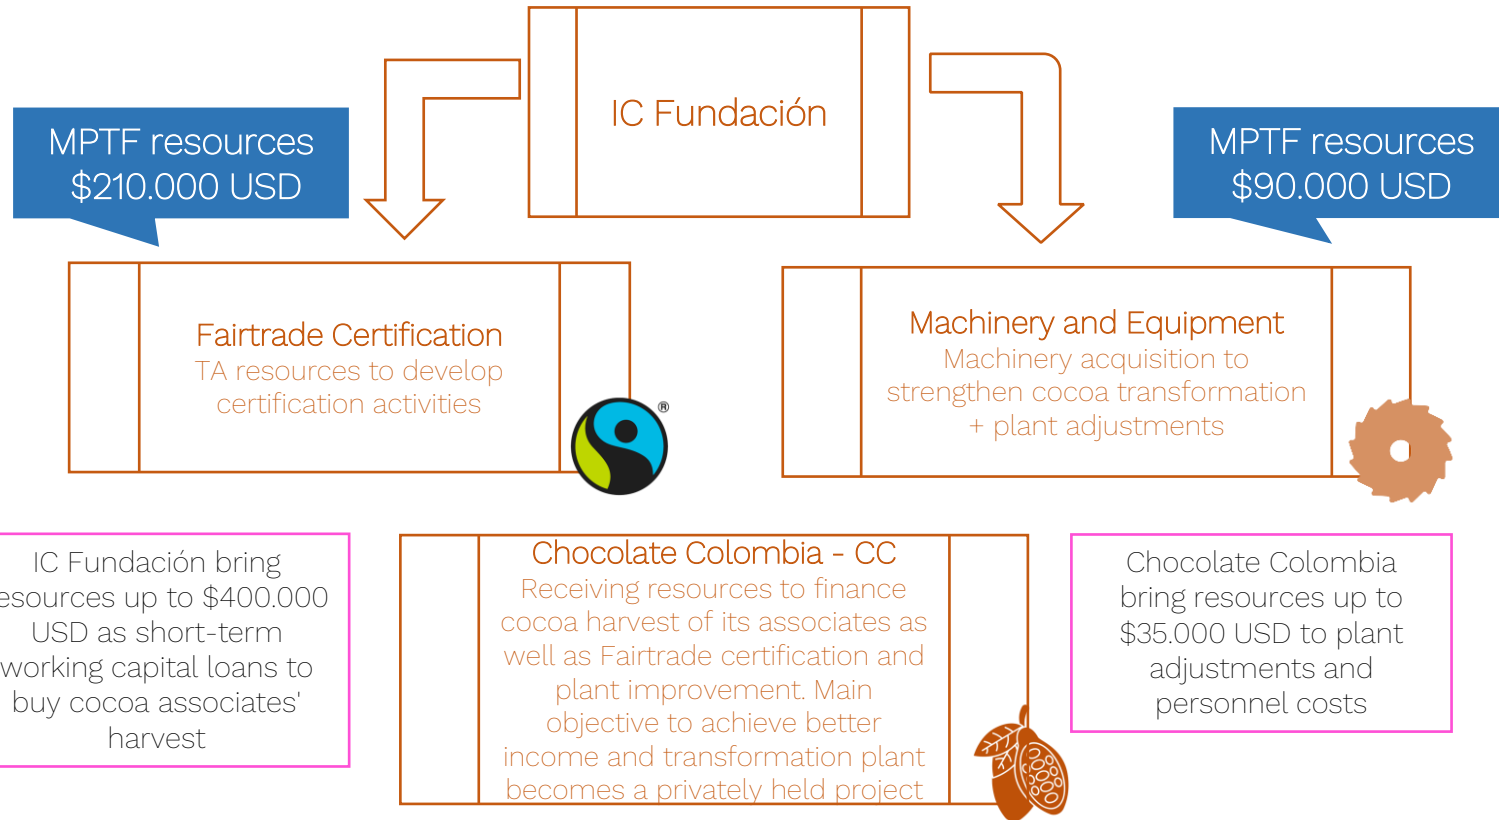 IC Fundación
MPTF resources
$210.000 USD
MPTF resources
$90.000 USD
Fairtrade Certification
TA resources to develop
certification activities
®
Machinery and Equipment
Machinery acquisition to
strengthen cocoa transformation
+ plant adjustments
IC Fundación bring
esources up to $400.000
USD as short-term
working capital loans to
buy cocoa associates'
harvest
Chocolate Colombia - CC
Receiving resources to finance
cocoa harvest of its associates as
well as Fairtrade certification and
plant improvement. Main
objective to achieve better
income and transformation plant
becomes a privately held project
Chocolate Colombia
bring resources up to
$35.000 USD to plant
adjustments and
personnel costs